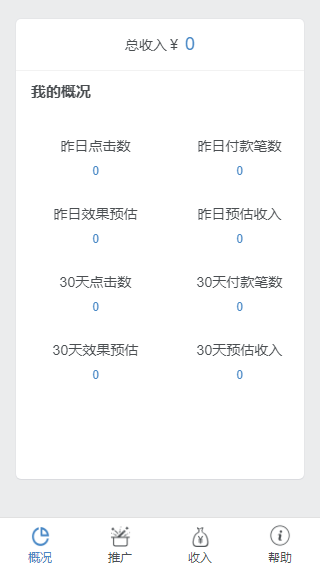 总收入 ¥ 0
我的概况
昨日点击数 昨日付款笔数
0 0
昨日效果预估 昨日预估收入
0 0
30天点击数 30天付款笔数
0 0
30天效果预估 30天预估收入
0 0
概况 推广 收入 帮助